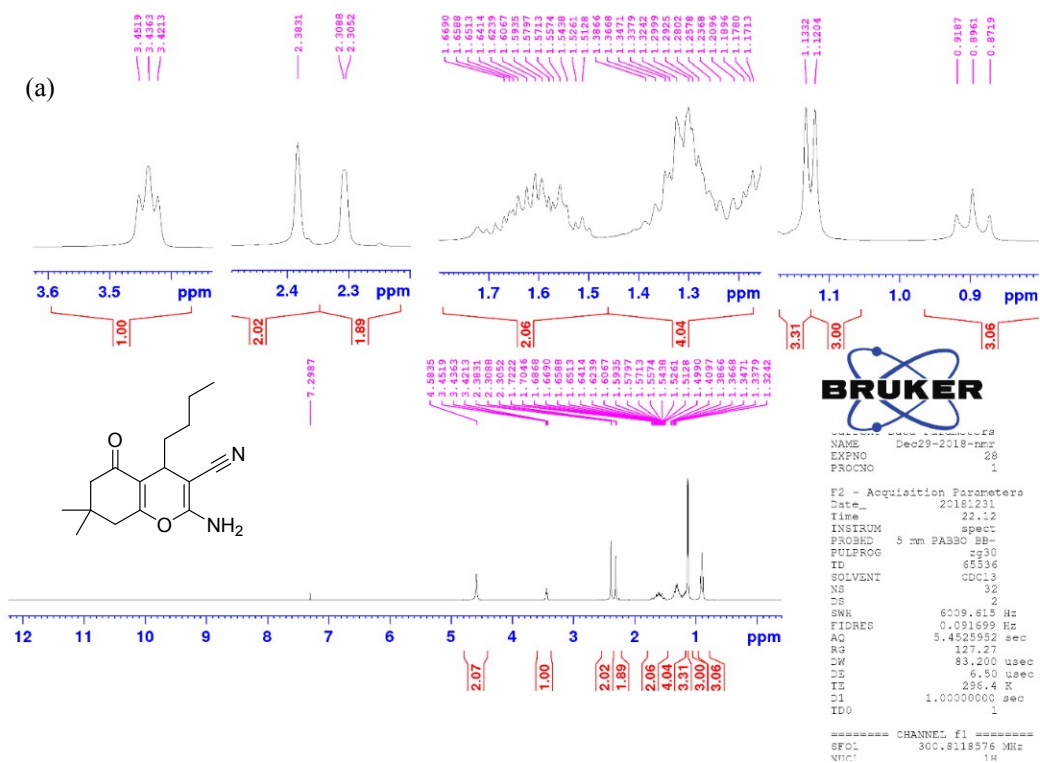 3.4519
3.4363
3.4213
2.3831
2.3088
2.3052
1.6690
1.6588
1.6513
1.6414
1.6239
1.6067
1.5935
1.5797
1.5713
1.5574
1.5438
1.5261
1.5128
1.3866
1.3668
1.3471
1.3379
1.3242
1.2999
1.2925
1.2802
1.2578
1.2368
1.2096
1.1896
1.1780
1.1713
1.1332
1.1204
0.9187
0.8961
0.8719
(a)
3.6 3.5 ppm
2.4 2.3 ppm
1.7 1.6 1.5 1.4 1.3 ppm
1.1 1.0 0.9 ppm
1.00
2.02
1.89
2.06
4.04
3.31
3.00
3.06
7.2987
4.5835
3.4519
3.4363
3.4213
2.3831
2.3088
2.3052
1.7222
1.7046
1.6868
1.6690
1.6588
1.6513
1.6414
1.6239
1.6067
1.5935
1.5797
1.5713
1.5574
1.5438
1.5261
1.5128
1.4990
1.4097
1.3866
1.3668
1.3471
1.3379
1.3242
O
N
O
NH2
12 11 10 9 8 7 6 5 4 3 2 1 ppm
2.07
1.00
2.02
1.89
2.06
4.04
3.31
3.00
3.06
BRUKER
NAME Dec29-2018-nmr
EXPNO 28
PROCNO 1
F2 - Acquisition Parameters
Date_ 20181231
Time 22.12
INSTRUM spect
PROBHD 5 mm PABBO BB-
PULPROG zg30
TD 65536
SOLVENT CDCl3
NS 32
DS 2
SWH 6009.615 Hz
FIDRES 0.091699 Hz
AQ 5.4525952 sec
RG 127.27
DW 83.200 usec
DE 6.50 usec
TE 296.4 K
D1 1.00000000 sec
TD0 1
======== CHANNEL f1 ========
SFO1 300.8118576 MHz
NUC1 1H